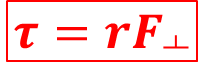 τ = rF⊥